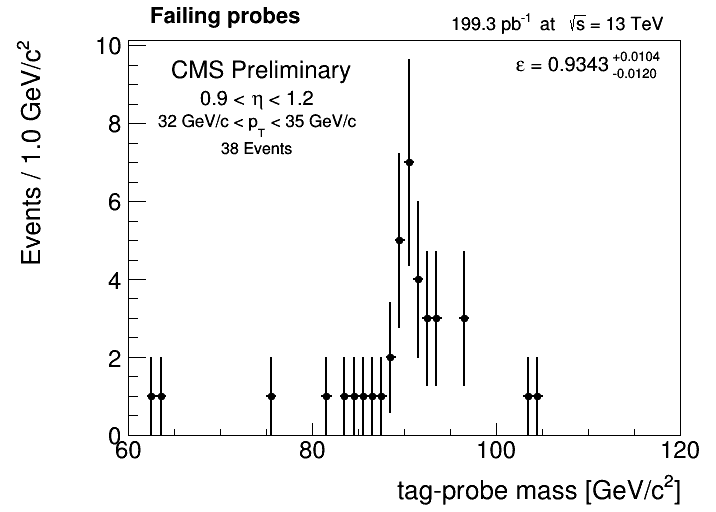 Failing probes
199.3 pb⁻¹ at √s = 13 TeV
CMS Preliminary
0.9 < η < 1.2
32 GeV/c < p_T < 35 GeV/c
38 Events
ε = 0.9343 +0.0104 -0.0120
Events / 1.0 GeV/c²
10
8
6
4
2
0
60 80 100 120
tag-probe mass [GeV/c²]